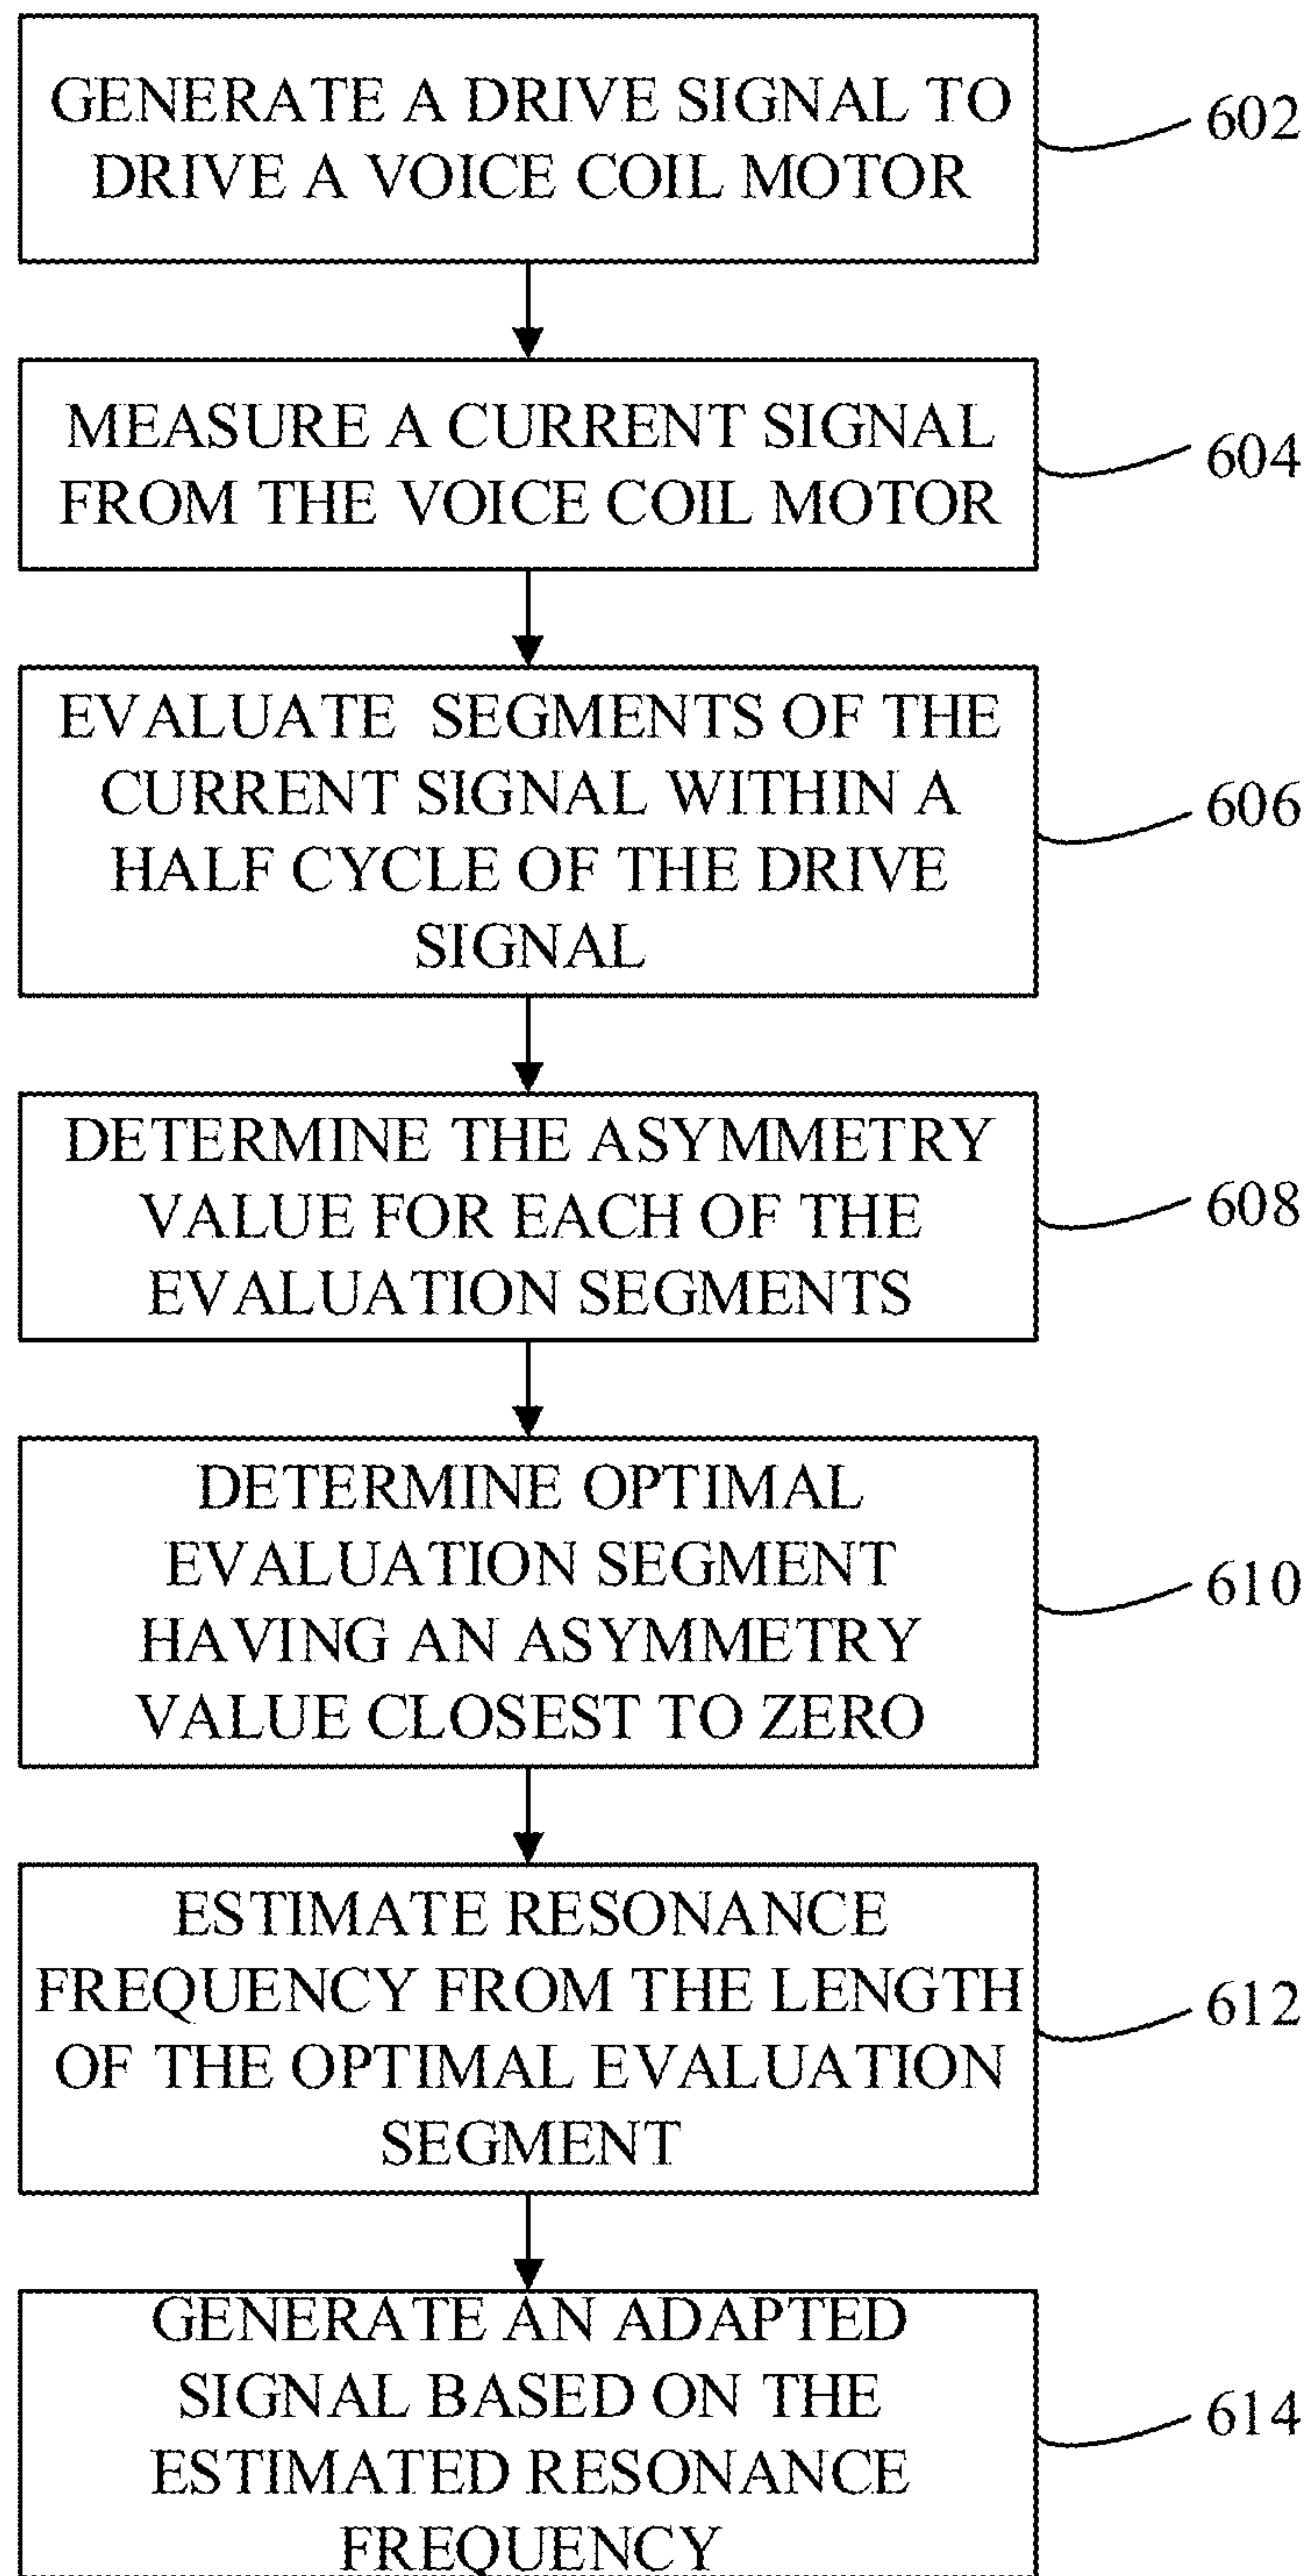 GENERATE A DRIVE SIGNAL TO
DRIVE A VOICE COIL MOTOR
602
MEASURE A CURRENT SIGNAL
FROM THE VOICE COIL MOTOR
604
EVALUATE SEGMENTS OF THE
CURRENT SIGNAL WITHIN A
HALF CYCLE OF THE DRIVE
SIGNAL
606
DETERMINE THE ASYMMETRY
VALUE FOR EACH OF THE
EVALUATION SEGMENTS
608
DETERMINE OPTIMAL
EVALUATION SEGMENT
HAVING AN ASYMMETRY
VALUE CLOSEST TO ZERO
610
ESTIMATE RESONANCE
FREQUENCY FROM THE LENGTH
OF THE OPTIMAL EVALUATION
SEGMENT
612
GENERATE AN ADAPTED
SIGNAL BASED ON THE
ESTIMATED RESONANCE
FREQUENCY
614